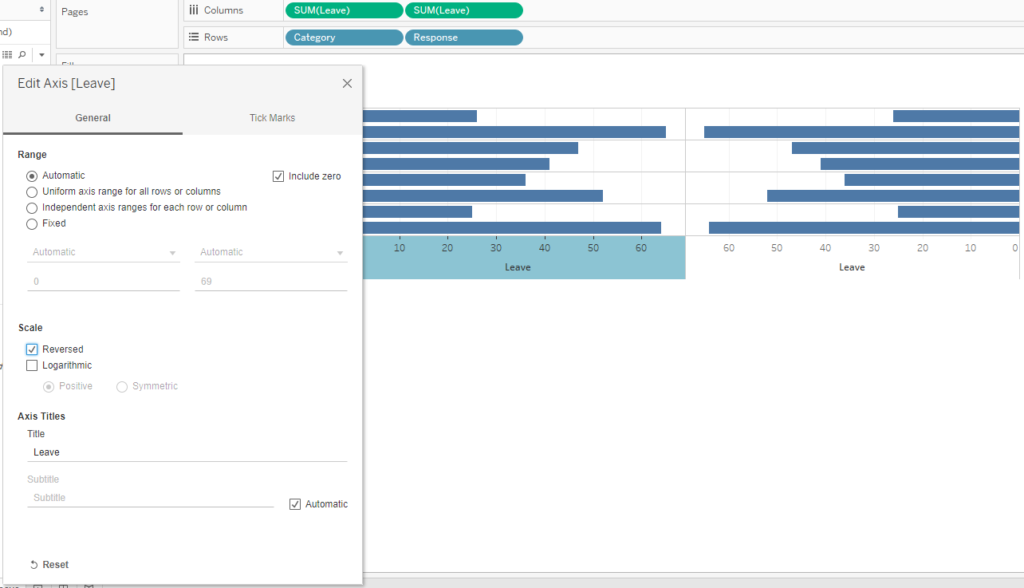 Pages
Columns
SUM(Leave)
SUM(Leave)
Rows
Category
Response
Edit Axis [Leave]
General
Tick Marks
Range
Automatic
Include zero
Uniform axis range for all rows or columns
Independent axis ranges for each row or column
Fixed
Automatic
Automatic
0
69
Scale
Reversed
Logarithmic
Positive
Symmetric
Axis Titles
Title
Leave
Subtitle
Subtitle
Automatic
Reset
10 20 30 40 50 60
Leave
60 50 40 30 20 10 0
Leave